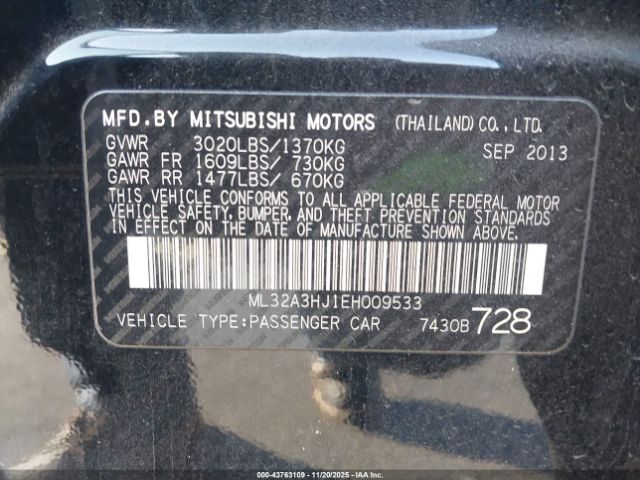 MFD.BY MITSUBISHI MOTORS (THAILAND)CO.,LTD.
GVWR 3020LBS/1370KG SEP 2013
GAWR FR 1609LBS/ 730KG
GAWR RR 1477LBS/ 670KG
THIS VEHICLE CONFORMS TO ALL APPLICABLE FEDERAL MOTOR
VEHICLE SAFETY, BUMPER, AND THEFT PREVENTION STANDARDS
IN EFFECT ON THE DATE OF MANUFACTURE SHOWN ABOVE.
ML32A3HJ1EH009533
VEHICLE TYPE:PASSENGER CAR 7430B 728
000-43763109 - 11/20/2025 - IAAI.CA